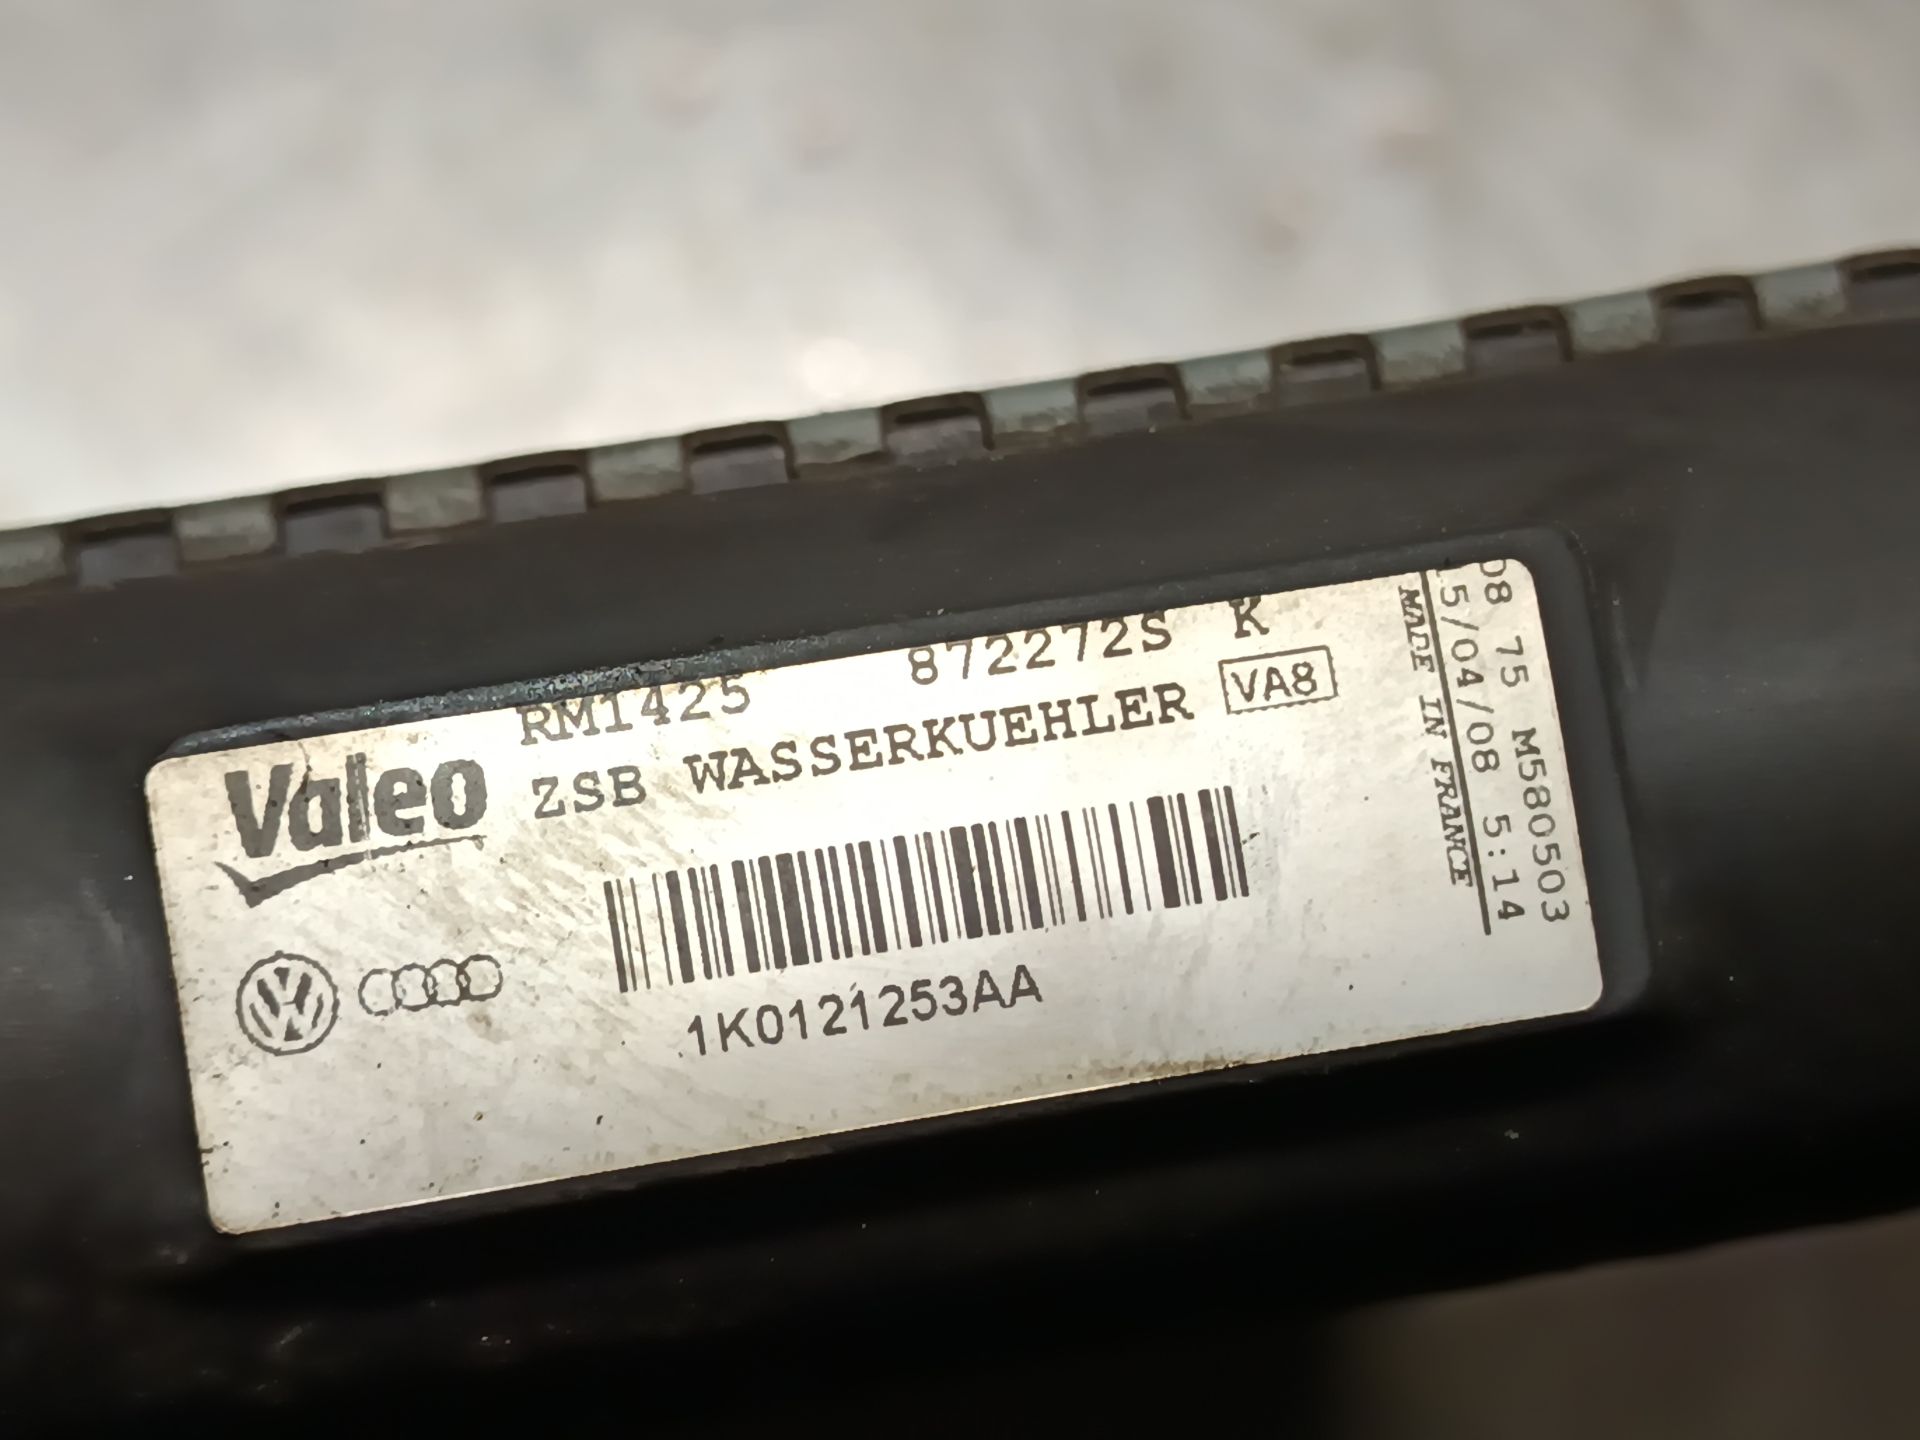 RM1425 872272S K
Valeo ZSB WASSERKUEHLER VA8
1K0121253AA
MADE IN FRANCE
5/04/08 5:14
08 75 M580503